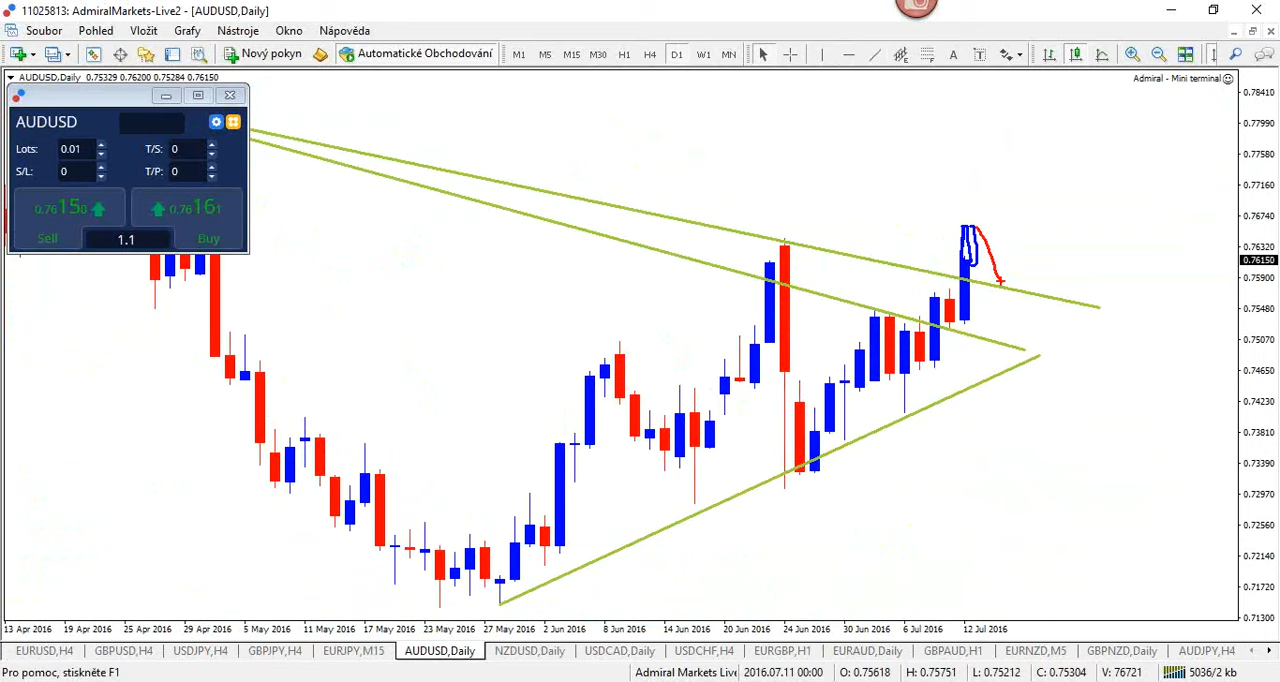 11025813: AdmiralMarkets-Live2 - [AUDUSD,Daily]
Soubor Pohled Vložit Grafy Nástroje Okno Nápověda
Nový pokyn Automatické Obchodování M1 M5 M15 M30 H1 H4 D1 W1 MN A T
AUDUSD,Daily 0.75329 0.76200 0.75284 0.76150
Admiral - Mini terminal
AUDUSD
Lots: 0.01 T/S: 0
S/L: 0 T/P: 0
0.76150 0.76161
Sell 1.1 Buy
0.78410
0.77990
0.77580
0.77160
0.76740
0.76320
0.76150
0.75900
0.75480
0.75070
0.74650
0.74230
0.73810
0.73390
0.72970
0.72560
0.72140
0.71720
0.71300
13 Apr 2016 19 Apr 2016 25 Apr 2016 29 Apr 2016 5 May 2016 11 May 2016 17 May 2016 23 May 2016 27 May 2016 2 Jun 2016 8 Jun 2016 14 Jun 2016 20 Jun 2016 24 Jun 2016 30 Jun 2016 6 Jul 2016 12 Jul 2016
EURUSD,H4 GBPUSD,H4 USDJPY,H4 GBPJPY,H4 EURJPY,M15 AUDUSD,Daily NZDUSD,Daily USDCAD,Daily USDCHF,H4 EURGBP,H1 EURAUD,Daily GBPAUD,H1 EURNZD,M5 GBPNZD,Daily AUDJPY,H4
Pro pomoc, stiskněte F1 Admiral Markets Live 2016.07.11 00:00 O: 0.75618 H: 0.75751 L: 0.75212 C: 0.75304 V: 76721 5036/2 kb